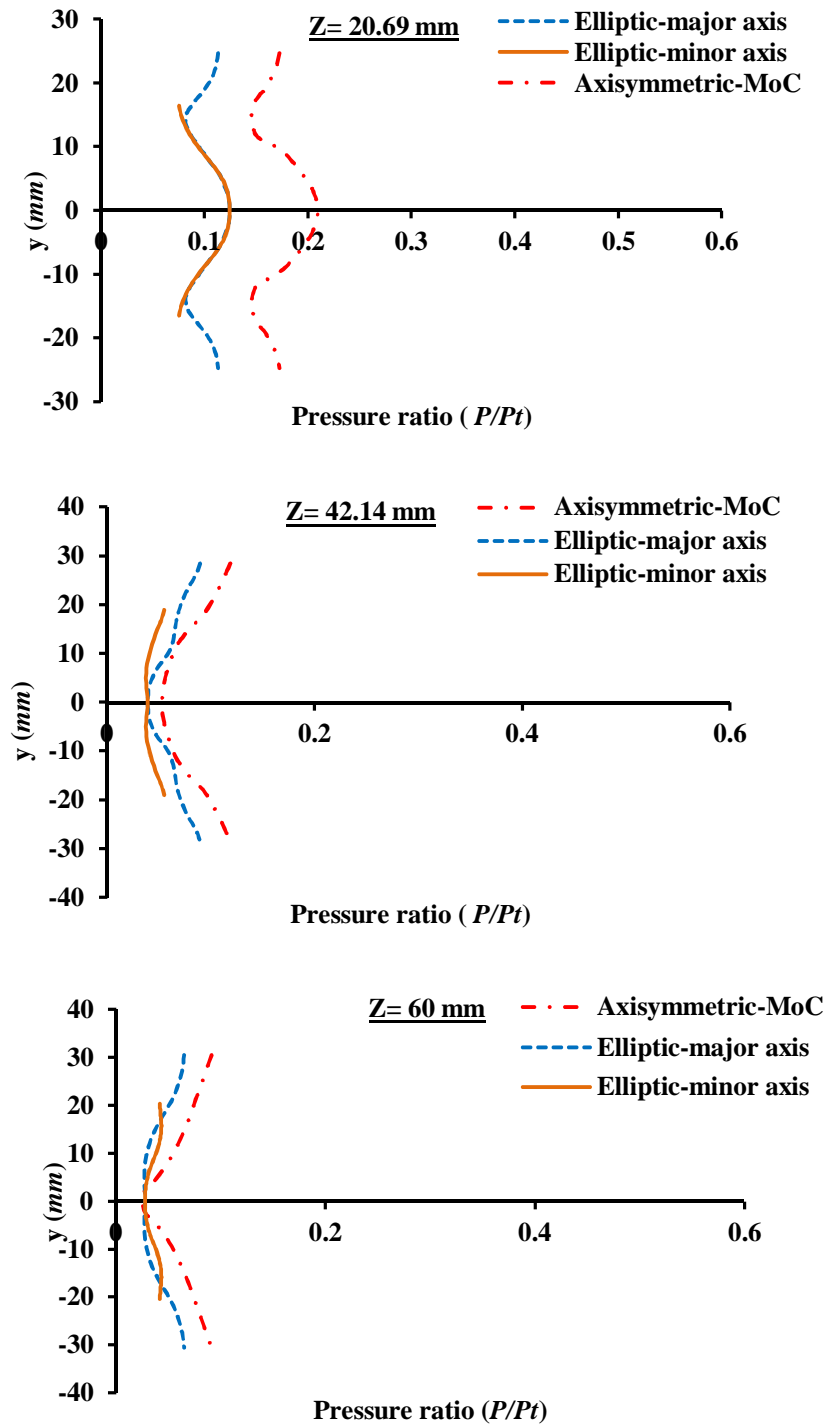 Z= 20.69 mm
Elliptic-major axis
Elliptic-minor axis
Axisymmetric-MoC
30
20
10
0
-10
-20
-30
y (mm)
0 0.1 0.2 0.3 0.4 0.5 0.6
Pressure ratio ( P/Pt)
Z= 42.14 mm
Axisymmetric-MoC
Elliptic-major axis
Elliptic-minor axis
40
30
20
10
0
-10
-20
-30
-40
y (mm)
0 0.2 0.4 0.6
Pressure ratio ( P/Pt)
Z= 60 mm
Axisymmetric-MoC
Elliptic-major axis
Elliptic-minor axis
40
30
20
10
0
-10
-20
-30
-40
y (mm)
0 0.2 0.4 0.6
Pressure ratio (P/Pt)